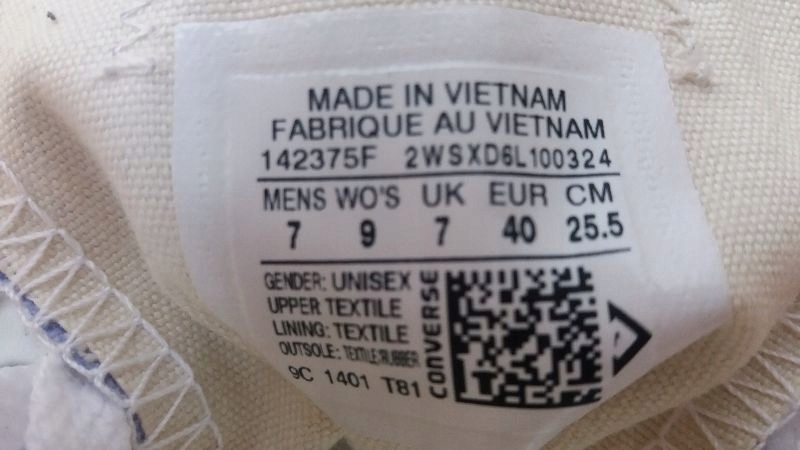 MADE IN VIETNAM
FABRIQUE AU VIETNAM
142375F 2WSXD6L100324
MENS WO'S UK EUR CM
7 9 7 40 25.5
GENDER: UNISEX
UPPER TEXTILE
LINING: TEXTILE
OUTSOLE: TEXTILE/RUBBER
9C 1401 T81
CONVERSE